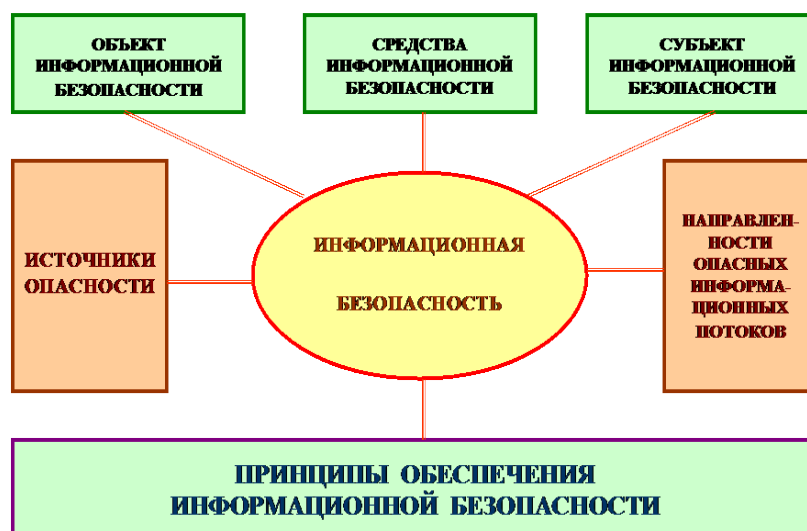 ОБЪЕКТ
ИНФОРМАЦИОННОЙ
БЕЗОПАСНОСТИ
СРЕДСТВА
ИНФОРМАЦИОННОЙ
БЕЗОПАСНОСТИ
СУБЪЕКТ
ИНФОРМАЦИОННОЙ
БЕЗОПАСНОСТИ
ИСТОЧНИКИ
ОПАСНОСТИ
ИНФОРМАЦИОННАЯ
БЕЗОПАСНОСТЬ
НАПРАВЛЕН-
НОСТИ
ОПАСНЫХ
ИНФОРМА-
ЦИОННЫХ
ПОТОКОВ
ПРИНЦИПЫ ОБЕСПЕЧЕНИЯ
ИНФОРМАЦИОННОЙ БЕЗОПАСНОСТИ